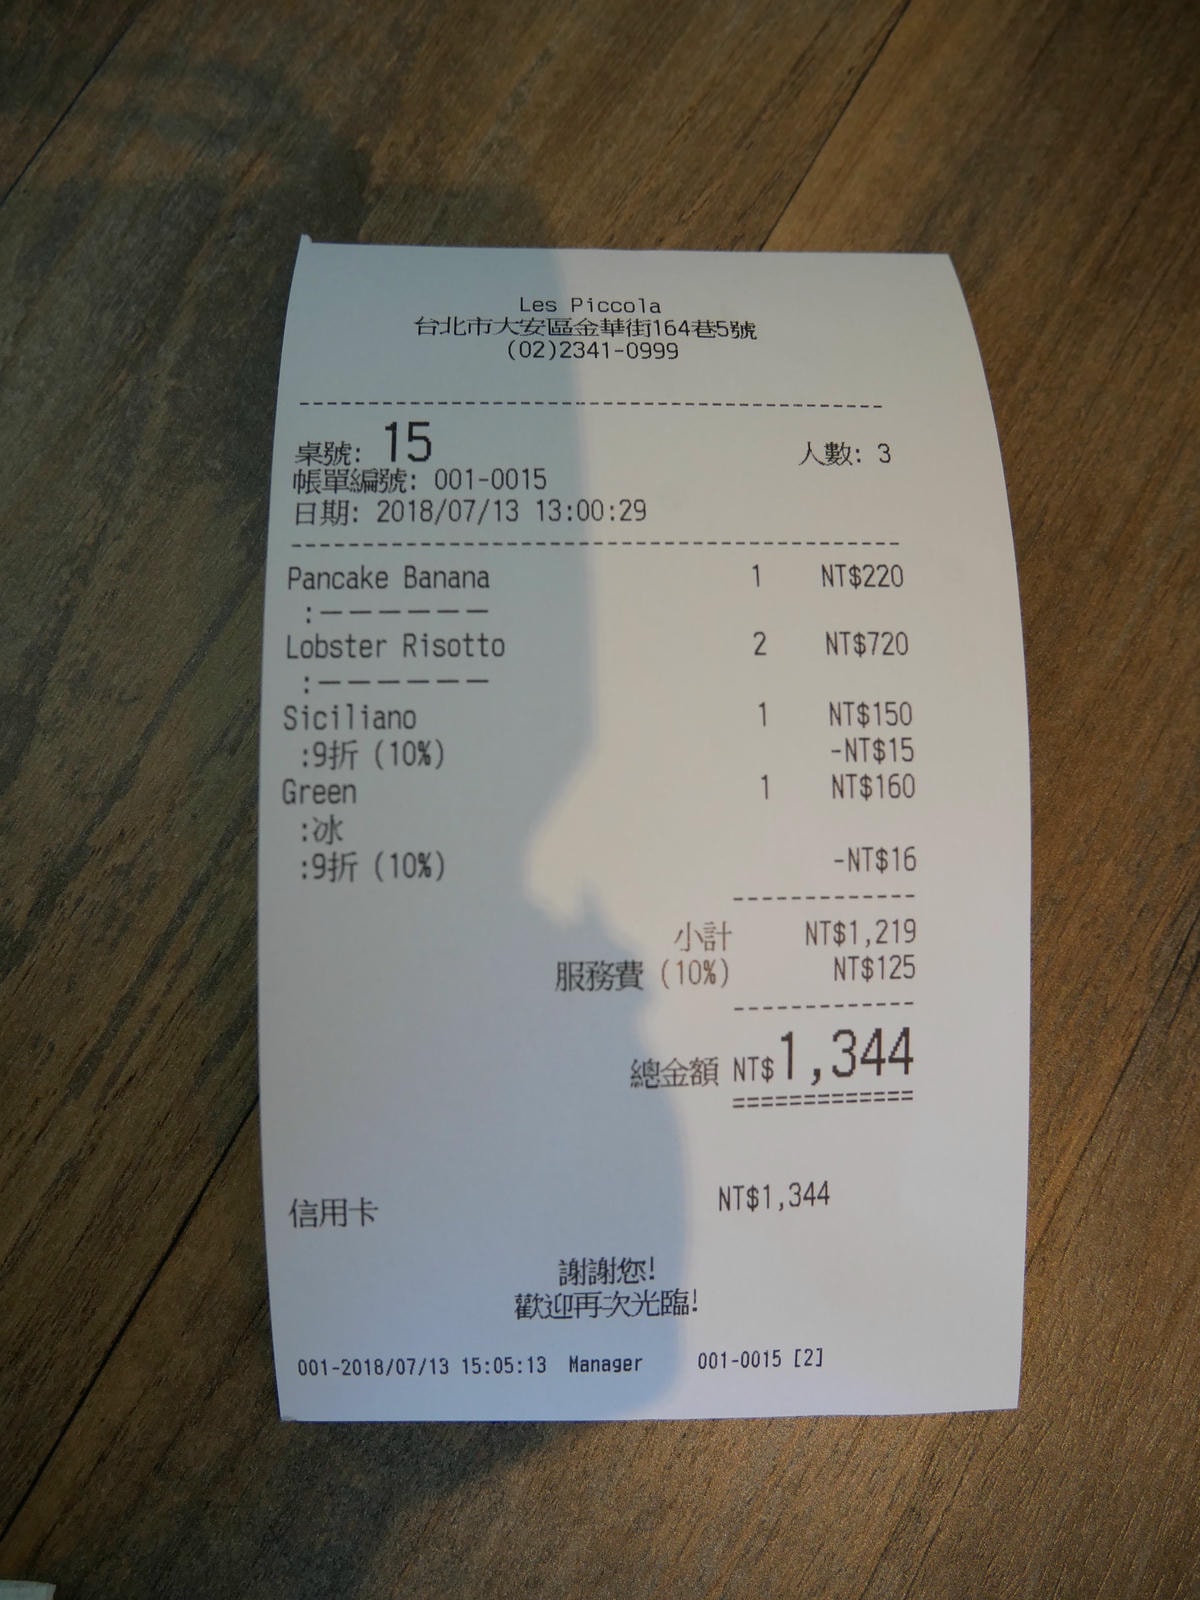 Les Piccola
台北市大安區金華街164巷5號
(02)2341-0999
-----------------------------------------
桌號: 15 人數: 3
帳單編號: 001-0015
日期: 2018/07/13 13:00:29
-----------------------------------------
Pancake Banana 1 NT$220
:——————
Lobster Risotto 2 NT$720
:——————
Siciliano 1 NT$150
:9折 (10%) -NT$15
Green 1 NT$160
:冰
:9折 (10%) -NT$16
-------------
小計 NT$1,219
服務費 (10%) NT$125
-------------
總金額 NT$1,344
=============
信用卡 NT$1,344
謝謝您!
歡迎再次光臨!
001-2018/07/13 15:05:13 Manager 001-0015 [2]